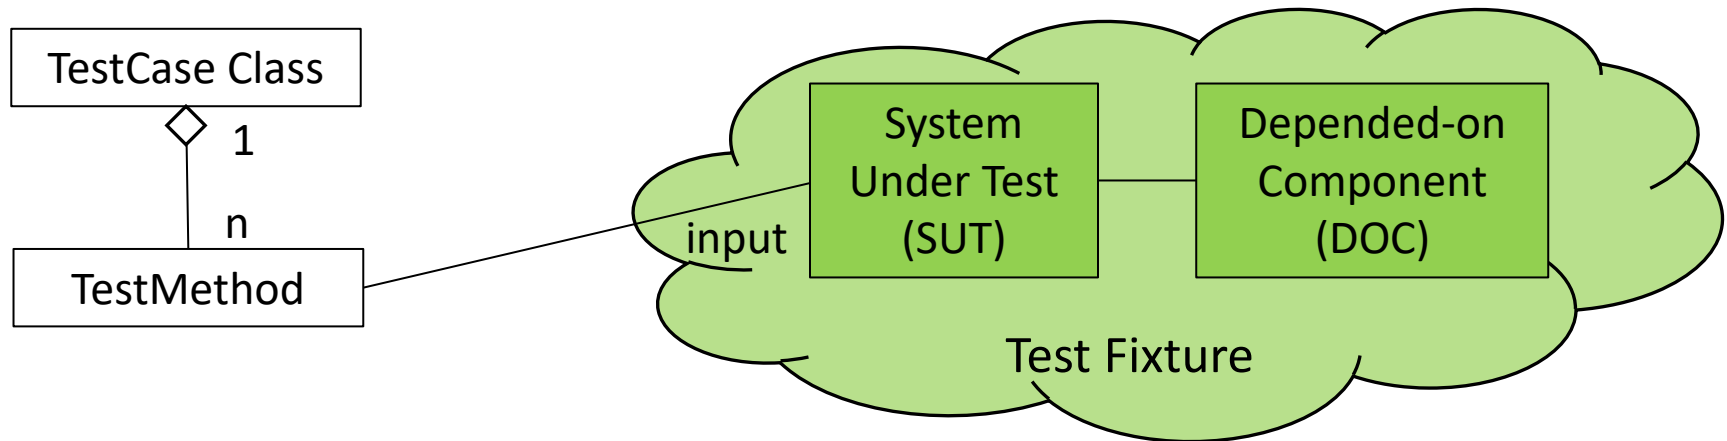 TestCase Class
1
n
TestMethod
input
System
Under Test
(SUT)
Depended-on
Component
(DOC)
Test Fixture